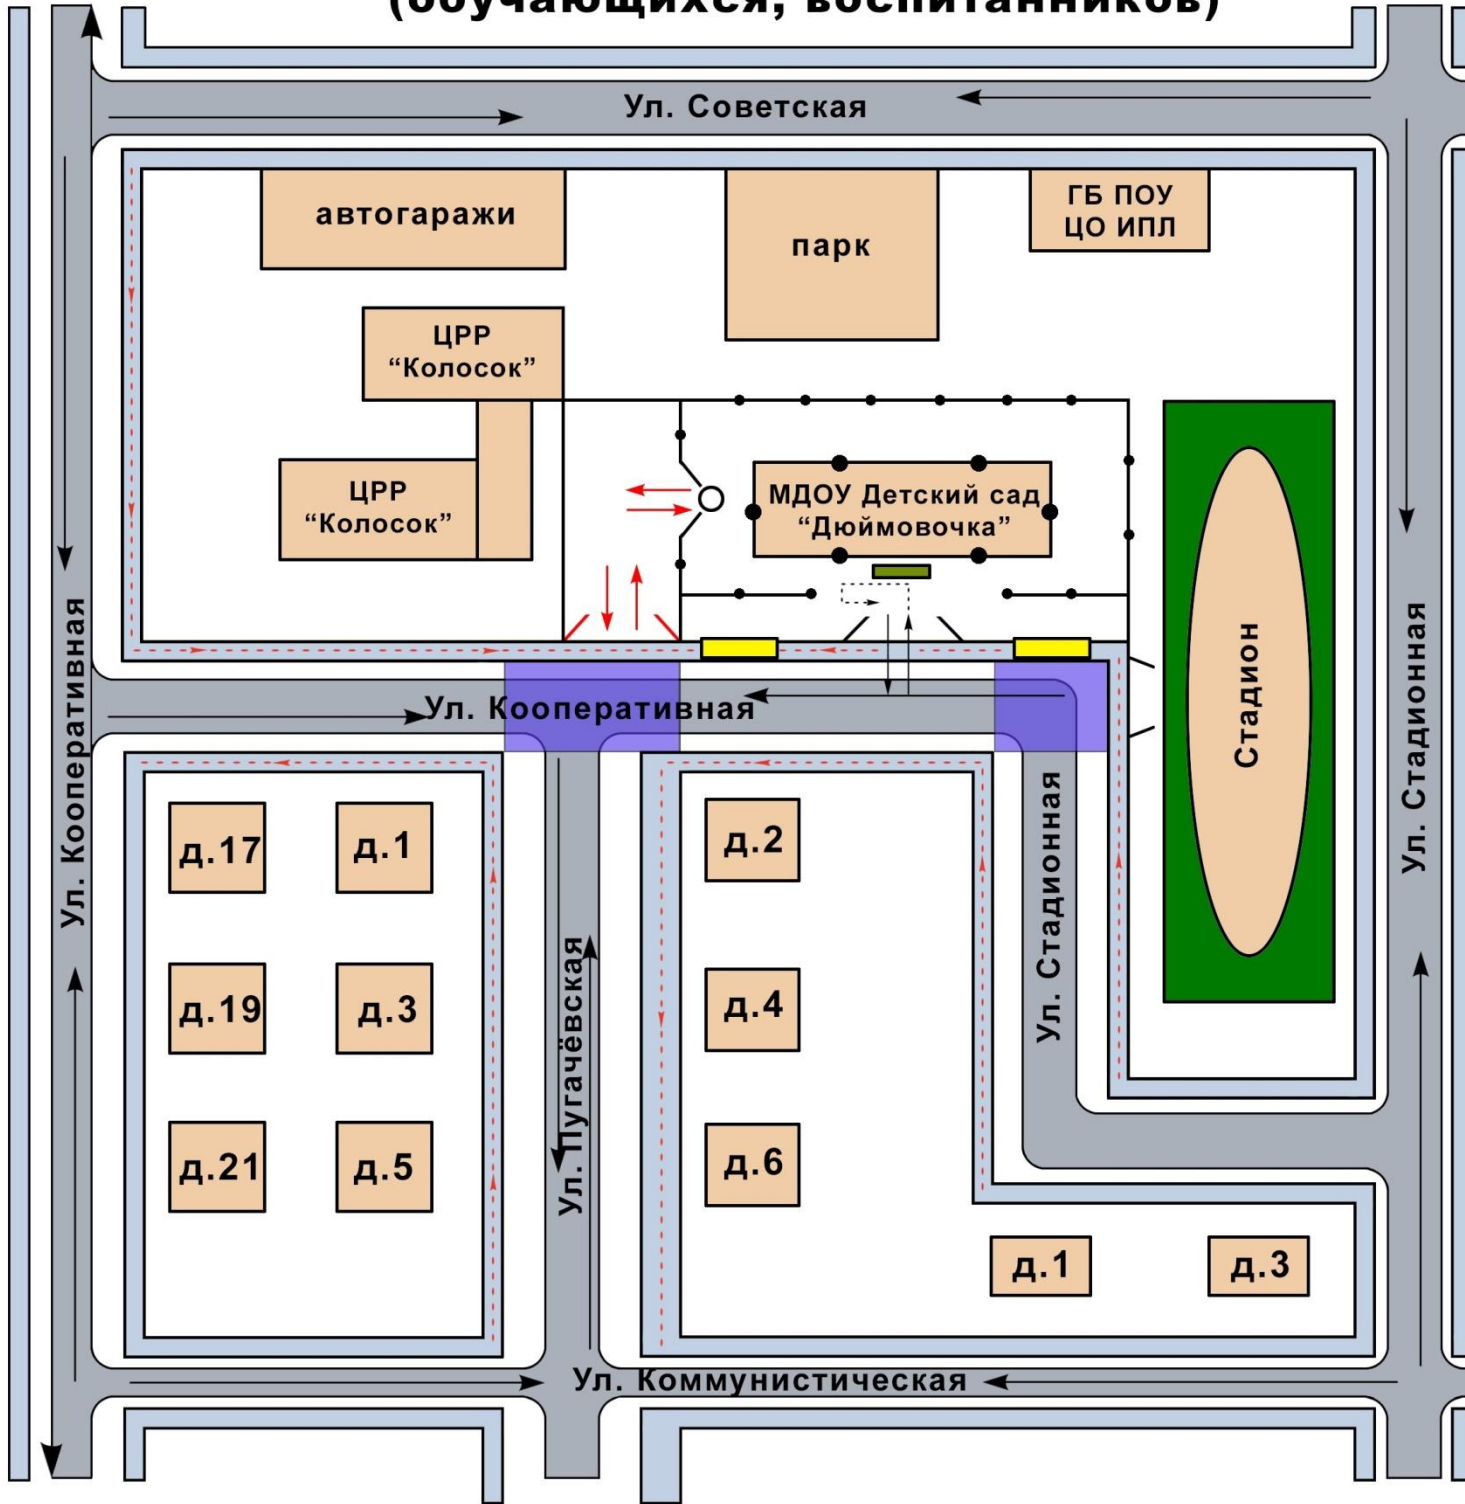 (обучающихся, воспитанников)
Ул. Советская
автогаражи
парк
ГБ ПОУ
ЦО ИПЛ
ЦРР
“Колосок”
ЦРР
“Колосок”
МДОУ Детский сад
“Дюймовочка”
Стадион
Ул. Стадионная
Ул. Кооперативная
Ул. Кооперативная
Ул. Стадионная
Ул. Пугачёвская
д.17
д.1
д.2
д.19
д.3
д.4
д.21
д.5
д.6
д.1
д.3
Ул. Коммунистическая